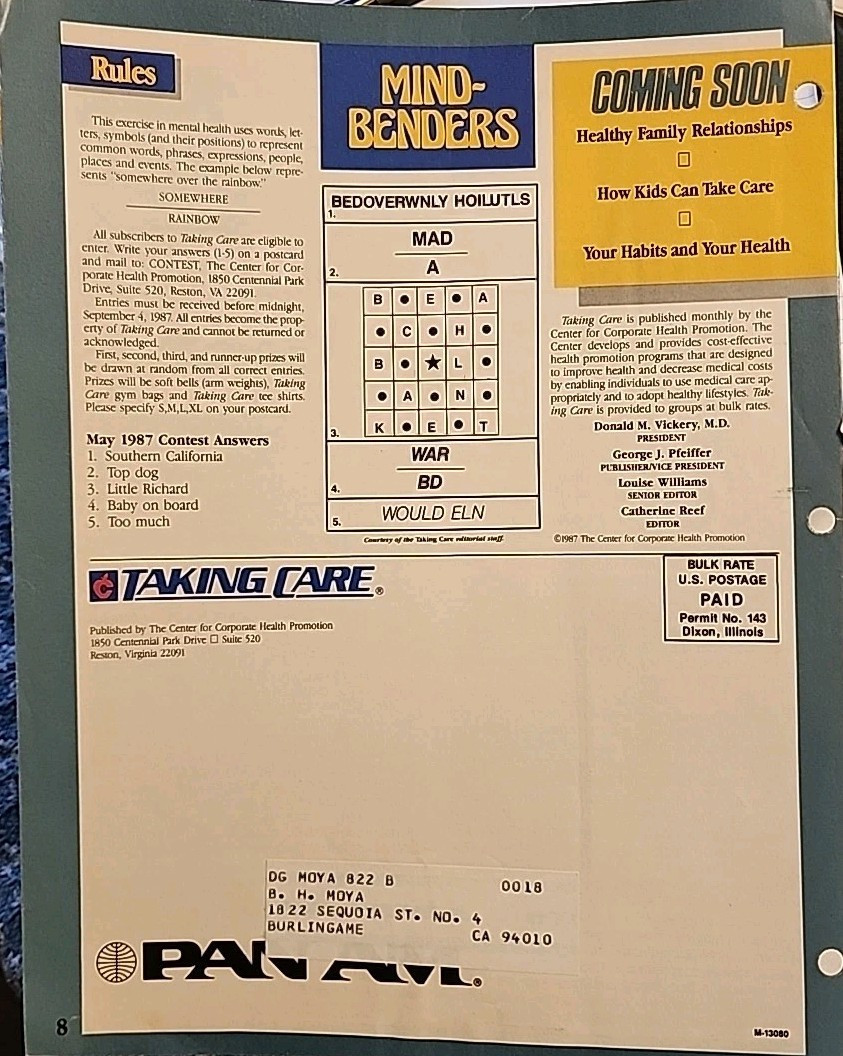 Rules
This exercise in mental health uses words, let-
ters, symbols (and their positions) to represent
common words, phrases, expressions, people,
places and events. The example below repre-
sents "somewhere over the rainbow."
SOMEWHERE
RAINBOW
All subscribers to Taking Care are eligible to
enter. Write your answers (1-5) on a postcard
and mail to: CONTEST, The Center for Cor-
porate Health Promotion, 1850 Centennial Park
Drive, Suite 520, Reston, VA 22091.
Entries must be received before midnight,
September 4, 1987. All entries become the prop-
erty of Taking Care and cannot be returned or
acknowledged.
First, second, third, and runner-up prizes will
be drawn at random from all correct entries.
Prizes will be soft bells (arm weights), Taking
Care gym bags and Taking Care tee shirts.
Please specify S,M,L,XL on your postcard.
May 1987 Contest Answers
1. Southern California
2. Top dog
3. Little Richard
4. Baby on board
5. Too much
MIND-
BENDERS
BEDOVERWNLY HOILUTLS
1.
MAD
A
2.
B ● E ● A
● C ● H ●
B ● ★ L ●
● A ● N ●
K ● E ● T
3.
WAR
BD
4.
WOULD ELN
5.
Courtesy of the Taking Care editorial staff.
COMING SOON
Healthy Family Relationships
How Kids Can Take Care
Your Habits and Your Health
Taking Care is published monthly by the
Center for Corporate Health Promotion. The
Center develops and provides cost-effective
health promotion programs that are designed
to improve health and decrease medical costs
by enabling individuals to use medical care ap-
propriately and to adopt healthy lifestyles. Tak-
ing Care is provided to groups at bulk rates.
Donald M. Vickery, M.D.
PRESIDENT
George J. Pfeiffer
PUBLISHER/VICE PRESIDENT
Louise Williams
SENIOR EDITOR
Catherine Reef
EDITOR
©1987 The Center for Corporate Health Promotion
TAKING CARE®
Published by The Center for Corporate Health Promotion
1850 Centennial Park Drive □ Suite 520
Reston, Virginia 22091
BULK RATE
U.S. POSTAGE
PAID
Permit No. 143
Dixon, Illinois
DG MOYA 822 B 0018
B. H. MOYA
1822 SEQUOIA ST. NO. 4
BURLINGAME CA 94010
PAN AM®
8
M-13080